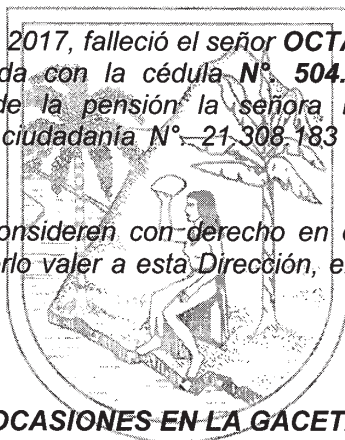 2017, falleció el señor OCTA
da con la cédula N°. 504.
de la pensión la señora
ciudadanía N°. 21.308.183
onsideren con derecho en
rlo valer a esta Dirección, e
OCASIONES EN LA GACETA